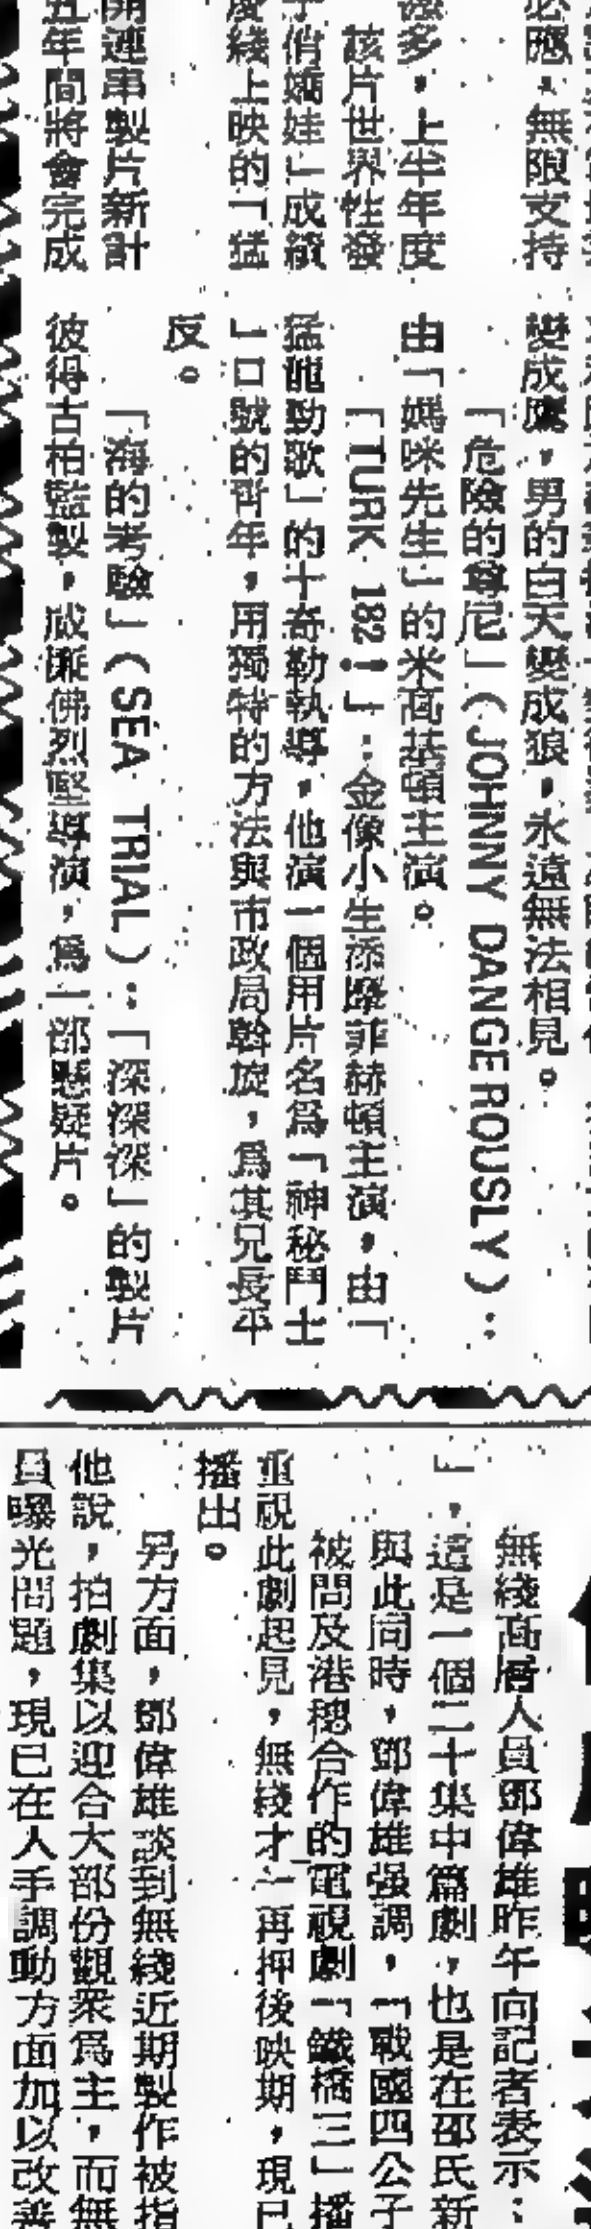 必應，無限支持
源多，上半年度
該片世界性發
子俏嬌娃」成績
凌綫上映的「猛
開連串製片新計
五年間將會完成
變成鷹，男的白天變成狼，永遠無法相見。
「危險的尊尼」（JOHNNY DANGEROUSLY）：
由「媽咪先生」的米高基頓主演。
「TURK 182！」：金像小生添摩菲赫頓主演，由「
猛龍勁歌」的卡奇勒執導，他演一個用片名爲「神秘鬥士
」口號的青年，用獨特的方法與市政局斡旋，爲其兄長平
反。
「海的考驗」（SEA TRIAL）：「深深深」的製片
彼得古柏監製，威廉佛烈堅導演，爲一部懸疑片。
無綫高層人員鄧偉雄昨午向記者表示：
」，這是一個二十集中篇劇，也是在邵氏新
與此同時，鄧偉雄强調，「戰國四公子
被問及港穗合作的電視劇「鐵橋三」播
重視此劇起見，無綫才一再押後映期，現已
播出。
另方面，鄧偉雄談到無綫近期製作被指
他說，拍劇集以迎合大部份觀衆爲主，而無
員曝光問題，現已在人手調動方面加以改善